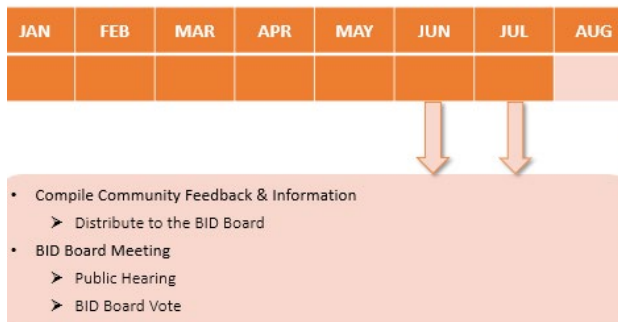 JAN FEB MAR APR MAY JUN JUL AUG
• Compile Community Feedback & Information
➢ Distribute to the BID Board
• BID Board Meeting
➢ Public Hearing
➢ BID Board Vote